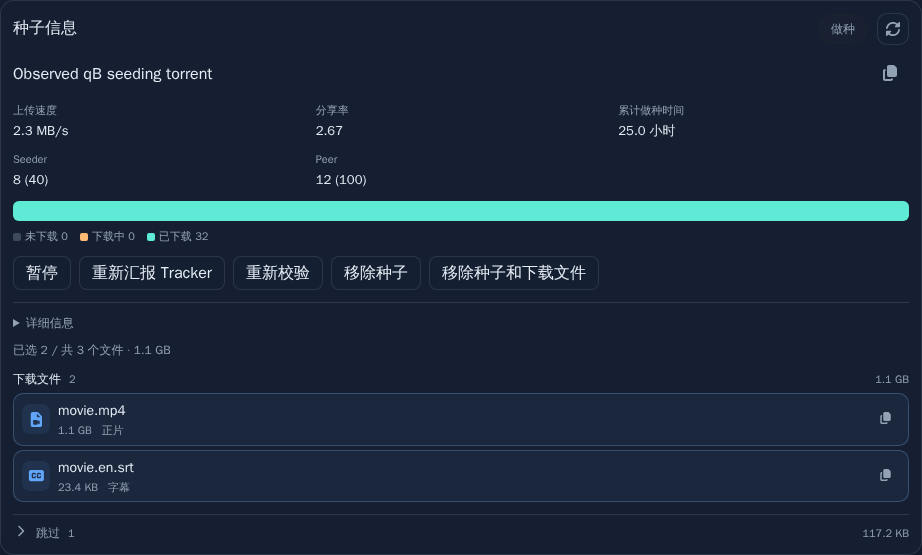 种子信息 做种
Observed qB seeding torrent
上传速度 分享率 累计做种时间
2.3 MB/s 2.67 25.0 小时
Seeder Peer
8 (40) 12 (100)
未下载 0 下载中 0 已下载 32
暂停 重新汇报 Tracker 重新校验 移除种子 移除种子和下载文件
详细信息
已选 2 / 共 3 个文件 · 1.1 GB
下载文件 2 1.1 GB
movie.mp4
1.1 GB 正片
CC movie.en.srt
23.4 KB 字幕
跳过 1 117.2 KB